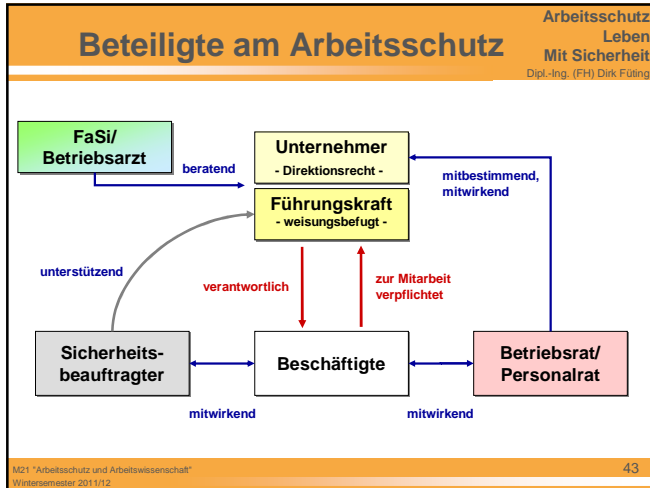 Beteiligte am Arbeitsschutz
Arbeitsschutz
Leben
Mit Sicherheit
Dipl.-Ing. (FH) Dirk Füting
FaSi/
Betriebsarzt
beratend
Unternehmer
- Direktionsrecht -
mitbestimmend,
mitwirkend
Führungskraft
- weisungsbefugt -
unterstützend
verantwortlich
zur Mitarbeit
verpflichtet
Sicherheits-
beauftragter
Beschäftigte
Betriebsrat/
Personalrat
mitwirkend
mitwirkend
M21 "Arbeitsschutz und Arbeitswissenschaft"
Wintersemester 2011/12
43